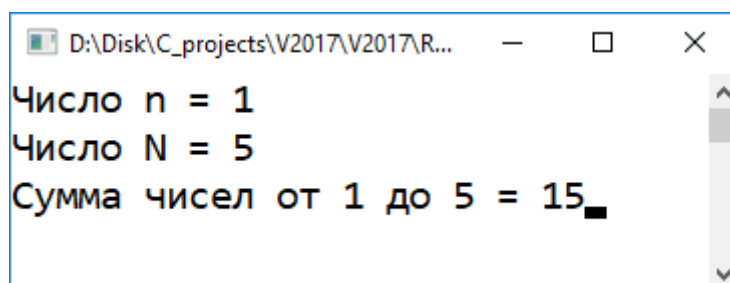 D:\Disk\C_projects\V2017\V2017\R...
Число n = 1
Число N = 5
Сумма чисел от 1 до 5 = 15